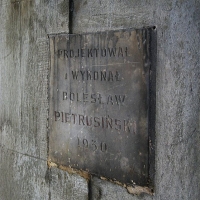 PROJEKTOWAŁ
i WYKONAŁ
BOLESŁAW
PIETRUSIŃSKI
1930